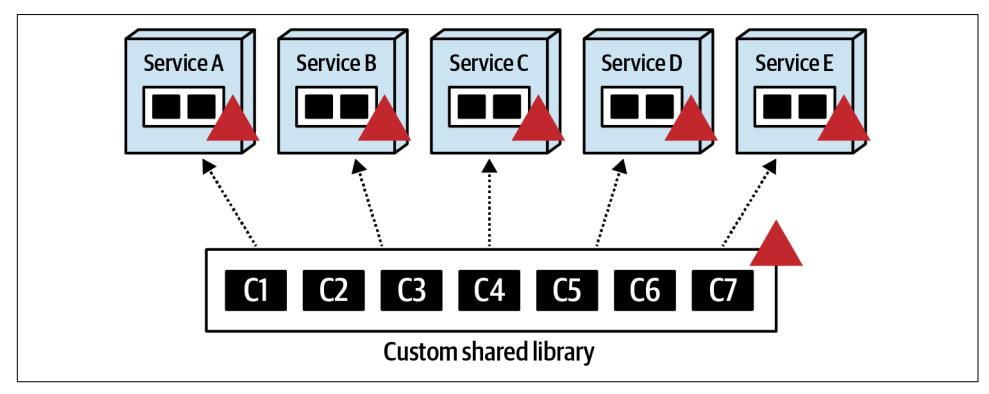 Service A
Service B
Service C
Service D
Service E
C1 C2 C3 C4 C5 C6 C7
Custom shared library